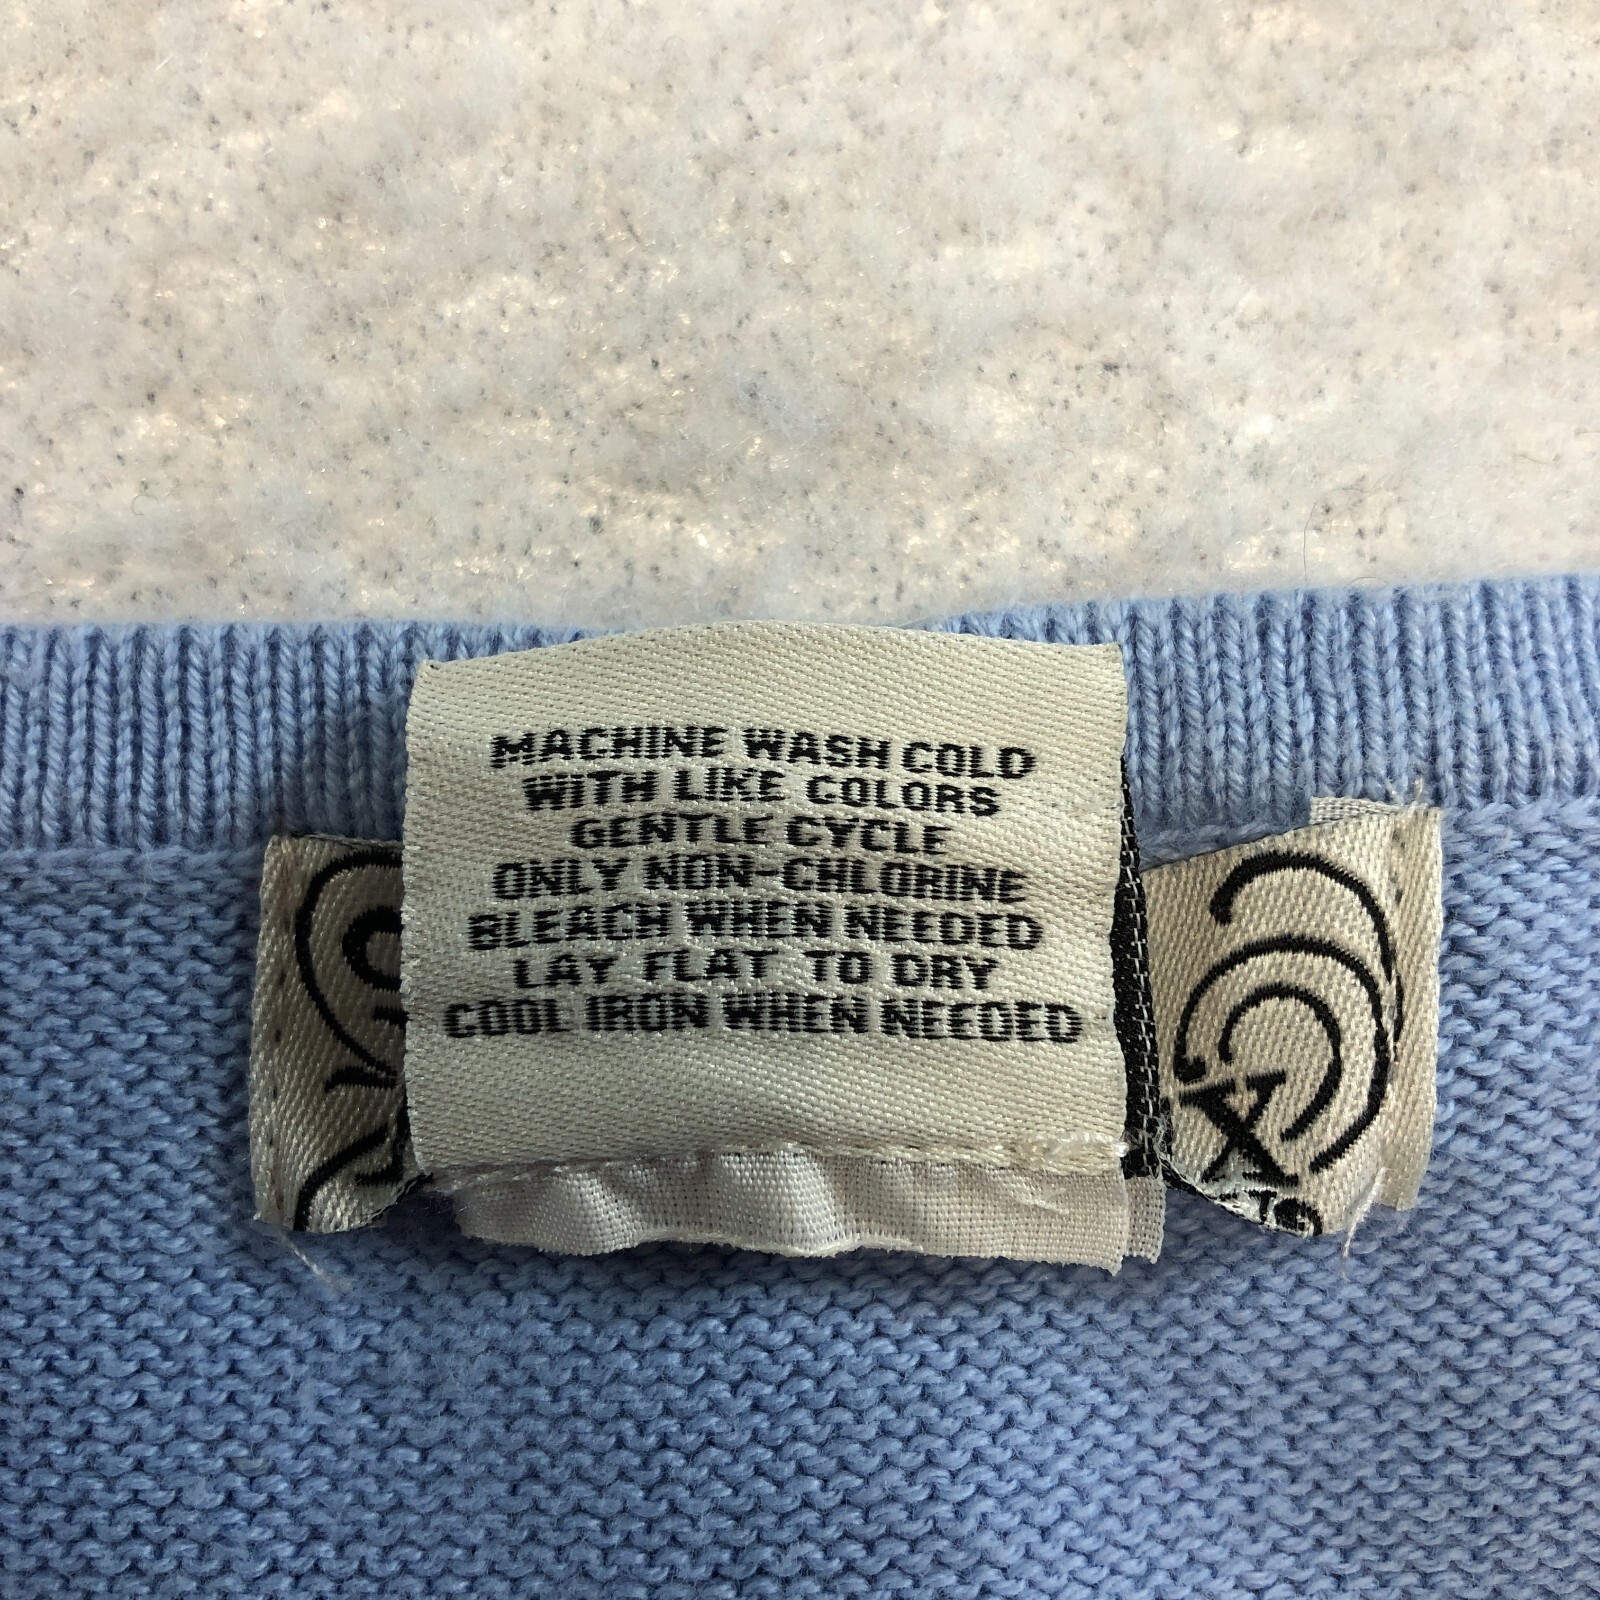 MACHINE WASH COLD
WITH LIKE COLORS
GENTLE CYCLE
ONLY NON-CHLORINE
BLEACH WHEN NEEDED
LAY FLAT TO DRY
COOL IRON WHEN NEEDED